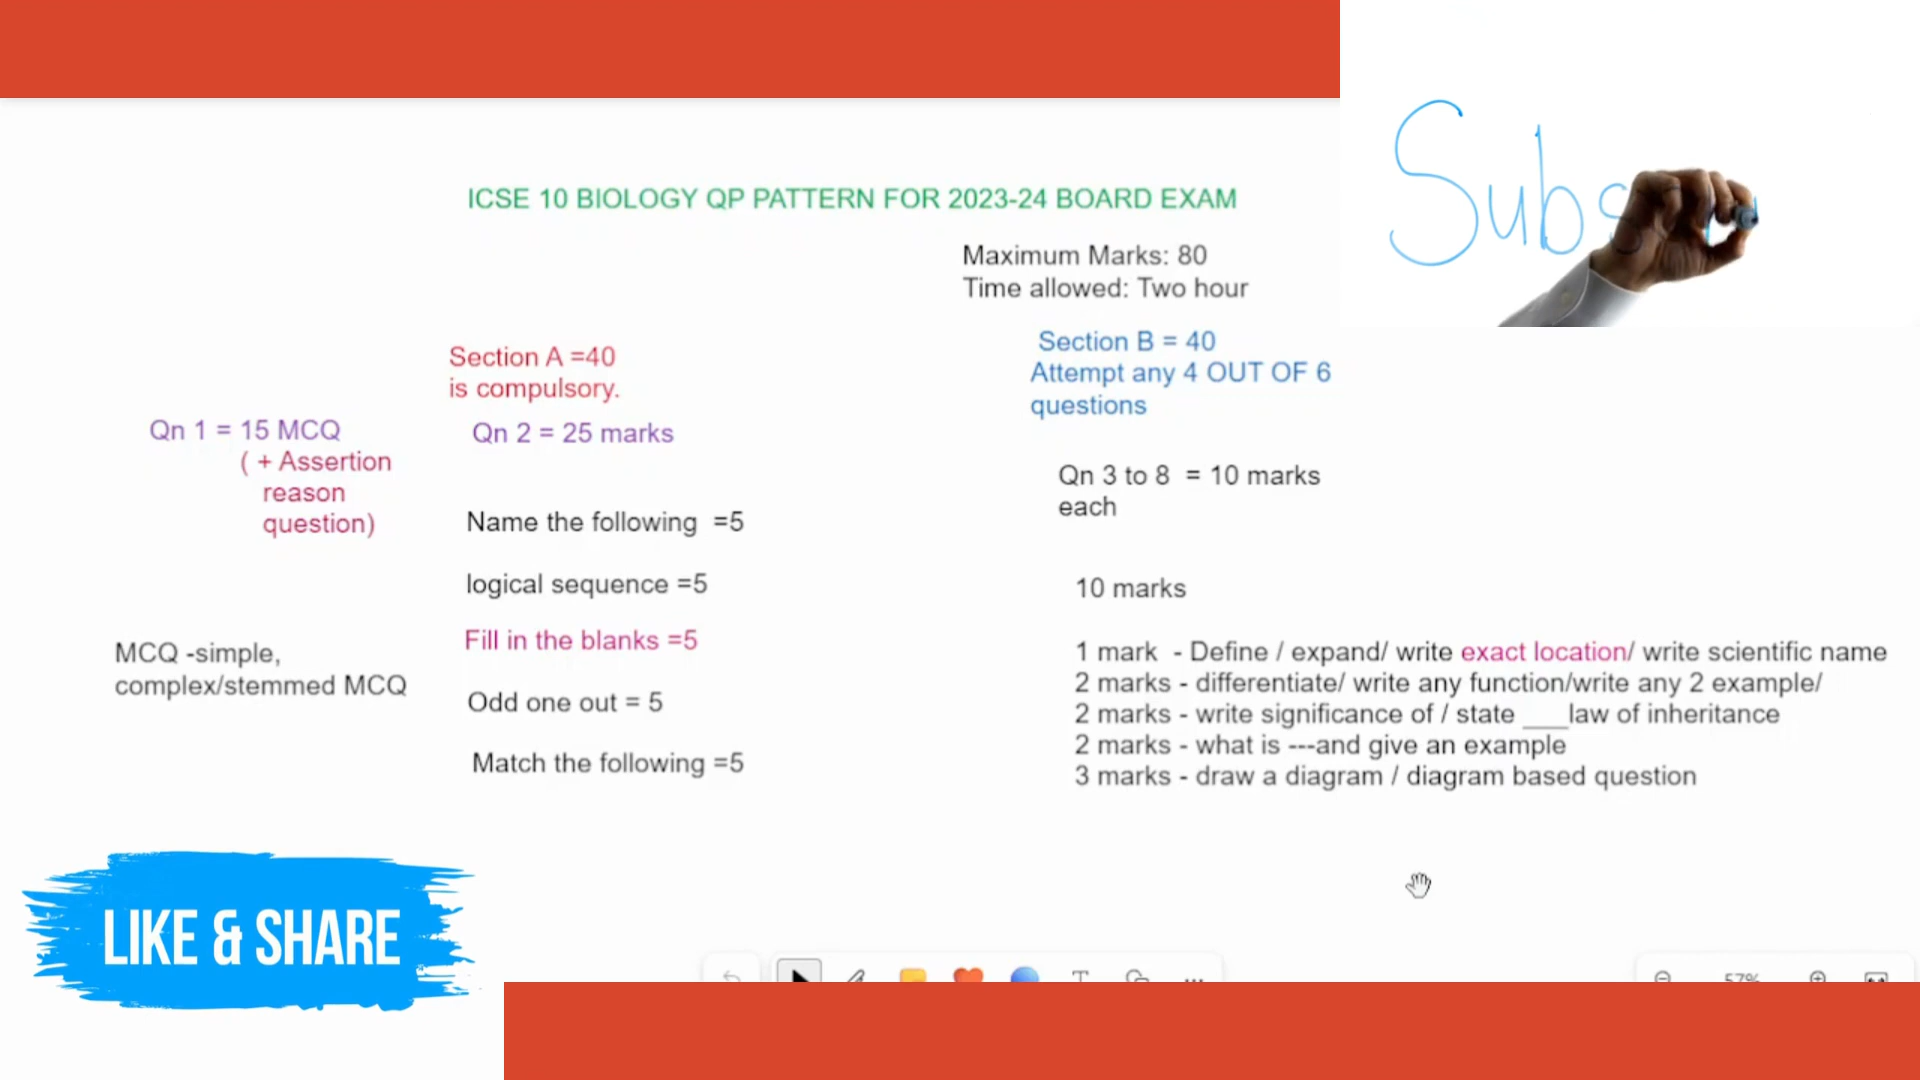 ICSE 10 BIOLOGY QP PATTERN FOR 2023-24 BOARD EXAM
Maximum Marks: 80
Time allowed: Two hour
Section A =40
is compulsory.
Qn 1 = 15 MCQ
( + Assertion
reason
question)
MCQ -simple,
complex/stemmed MCQ
Qn 2 = 25 marks
Name the following =5
logical sequence =5
Fill in the blanks =5
Odd one out = 5
Match the following =5
Section B = 40
Attempt any 4 OUT OF 6
questions
Qn 3 to 8 = 10 marks
each
10 marks
1 mark - Define / expand/ write exact location/ write scientific name
2 marks - differentiate/ write any function/write any 2 example/
2 marks - write significance of / state ___law of inheritance
2 marks - what is ---and give an example
3 marks - draw a diagram / diagram based question
Subs
LIKE & SHARE
57%